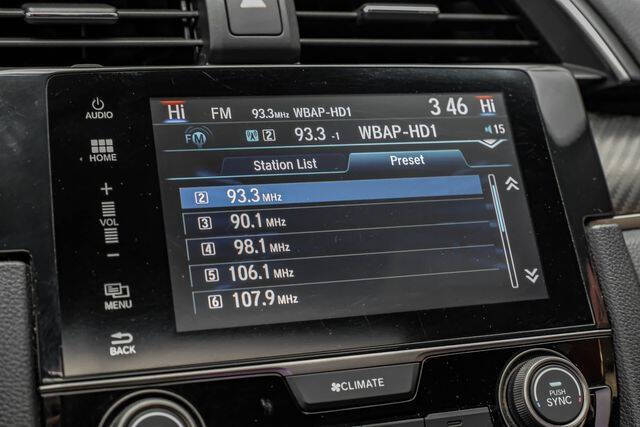 AUDIO
HOME
+
VOL
−
MENU
BACK
Hi FM 93.3MHz WBAP-HD1 3 46 Hi
FM 2 93.3 -1 WBAP-HD1 15
Station List Preset
2 93.3 MHz
3 90.1 MHz
4 98.1 MHz
5 106.1 MHz
6 107.9 MHz
CLIMATE
PUSH
SYNC